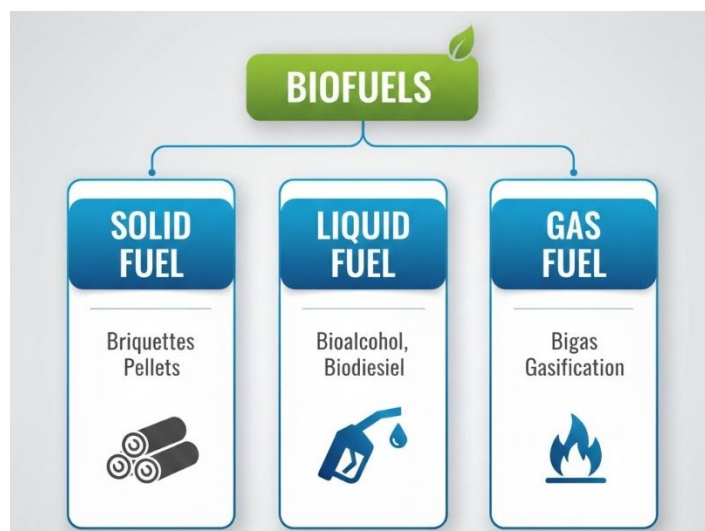 BIOFUELS
SOLID
FUEL
Briquettes
Pellets
LIQUID
FUEL
Bioalcohol,
Biodiesiel
GAS
FUEL
Bigas
Gasification